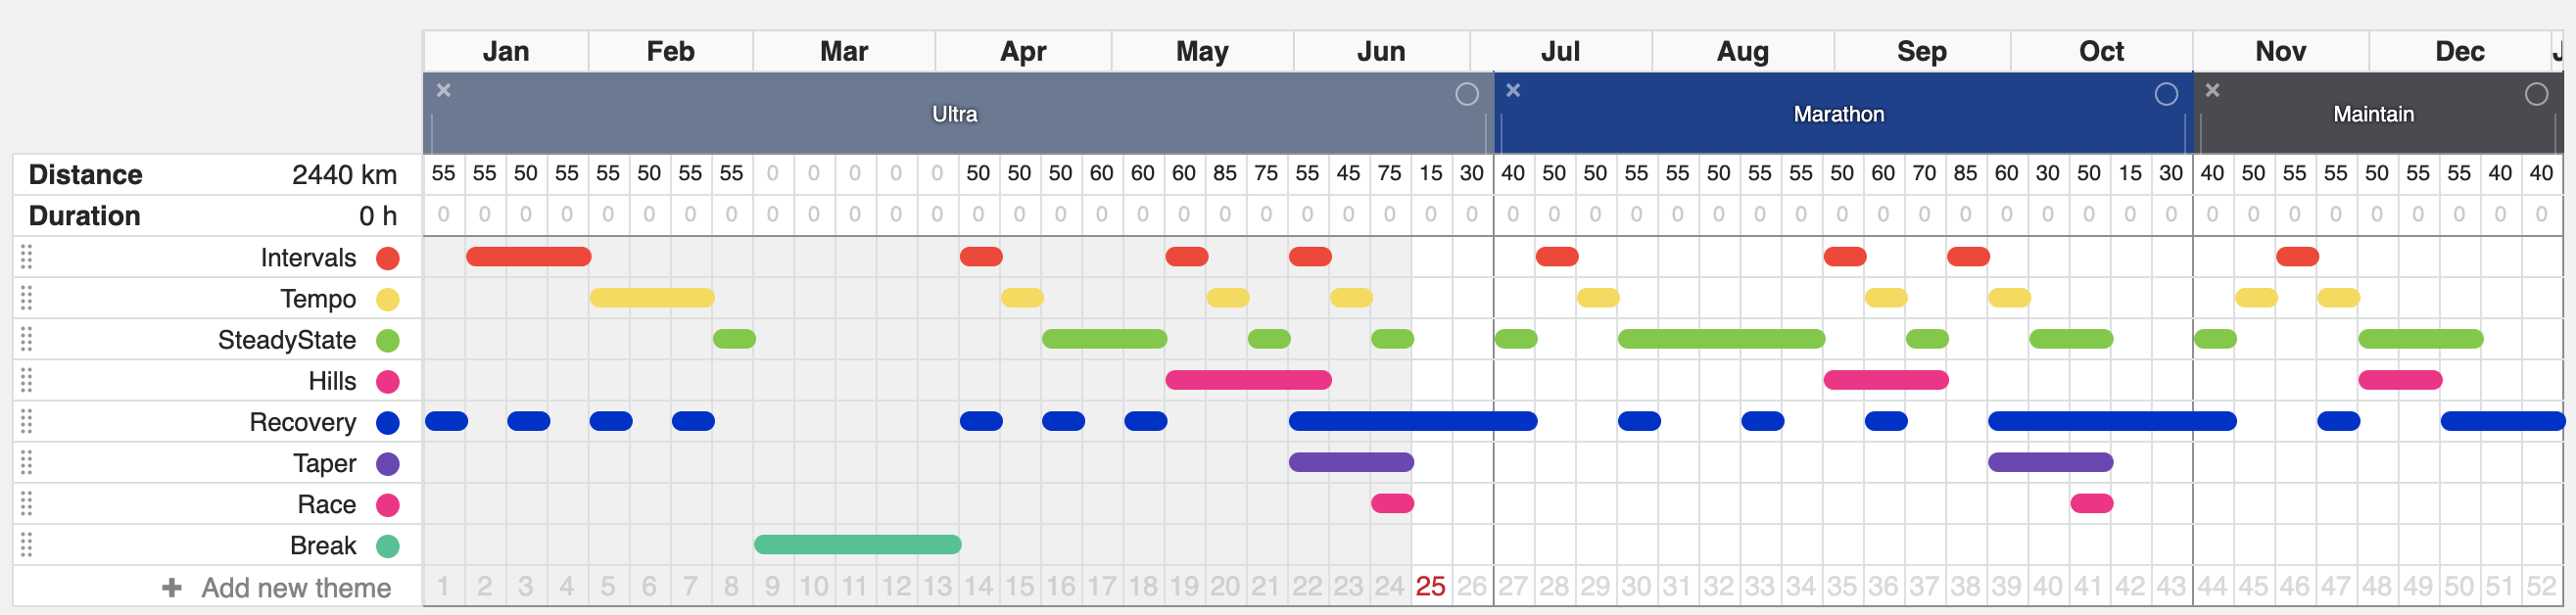 Jan Feb Mar Apr May Jun Jul Aug Sep Oct Nov Dec J
× Ultra × Marathon × Maintain
Distance 2440 km 55 55 50 55 55 50 55 55 0 0 0 0 0 50 50 50 60 60 60 85 75 55 45 75 15 30 40 50 50 55 55 50 55 55 50 60 70 85 60 30 50 15 30 40 50 55 55 50 55 55 40 40
Duration 0 h 0 0 0 0 0 0 0 0 0 0 0 0 0 0 0 0 0 0 0 0 0 0 0 0 0 0 0 0 0 0 0 0 0 0 0 0 0 0 0 0 0 0 0 0 0 0 0 0 0 0 0 0
Intervals
Tempo
SteadyState
Hills
Recovery
Taper
Race
Break
+ Add new theme 1 2 3 4 5 6 7 8 9 10 11 12 13 14 15 16 17 18 19 20 21 22 23 24 25 26 27 28 29 30 31 32 33 34 35 36 37 38 39 40 41 42 43 44 45 46 47 48 49 50 51 52